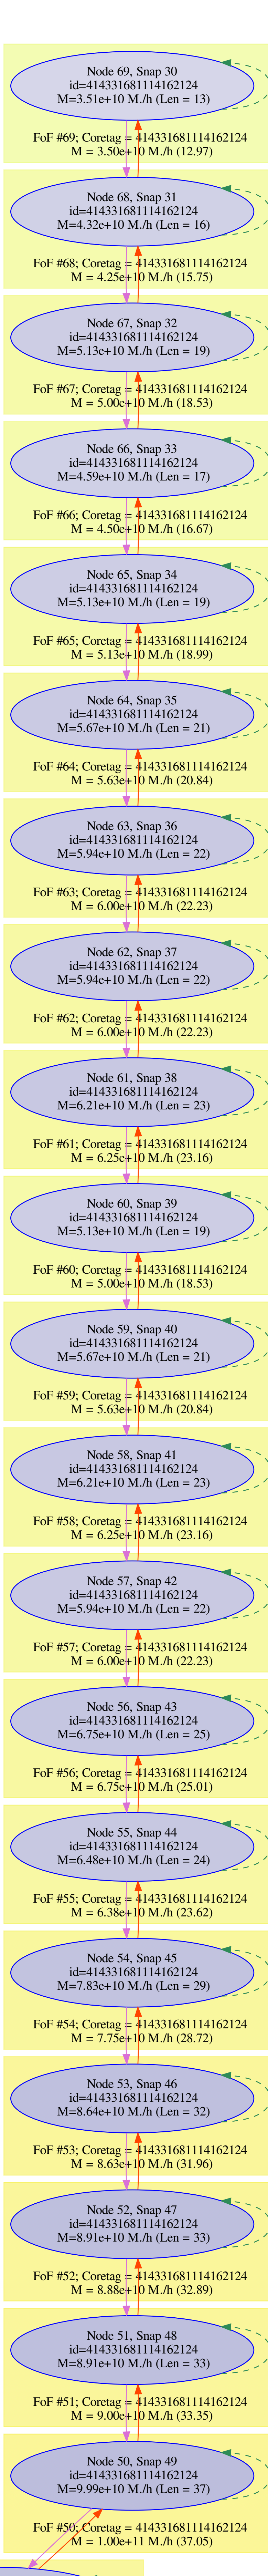 Node 69, Snap 30
id=414331681114162124
M=3.51e+10 M./h (Len = 13)
FoF #69; Coretag = 414331681114162124
M = 3.50e+10 M./h (12.97)
Node 68, Snap 31
id=414331681114162124
M=4.32e+10 M./h (Len = 16)
FoF #68; Coretag = 414331681114162124
M = 4.25e+10 M./h (15.75)
Node 67, Snap 32
id=414331681114162124
M=5.13e+10 M./h (Len = 19)
FoF #67; Coretag = 414331681114162124
M = 5.00e+10 M./h (18.53)
Node 66, Snap 33
id=414331681114162124
M=4.59e+10 M./h (Len = 17)
FoF #66; Coretag = 414331681114162124
M = 4.50e+10 M./h (16.67)
Node 65, Snap 34
id=414331681114162124
M=5.13e+10 M./h (Len = 19)
FoF #65; Coretag = 414331681114162124
M = 5.13e+10 M./h (18.99)
Node 64, Snap 35
id=414331681114162124
M=5.67e+10 M./h (Len = 21)
FoF #64; Coretag = 414331681114162124
M = 5.63e+10 M./h (20.84)
Node 63, Snap 36
id=414331681114162124
M=5.94e+10 M./h (Len = 22)
FoF #63; Coretag = 414331681114162124
M = 6.00e+10 M./h (22.23)
Node 62, Snap 37
id=414331681114162124
M=5.94e+10 M./h (Len = 22)
FoF #62; Coretag = 414331681114162124
M = 6.00e+10 M./h (22.23)
Node 61, Snap 38
id=414331681114162124
M=6.21e+10 M./h (Len = 23)
FoF #61; Coretag = 414331681114162124
M = 6.25e+10 M./h (23.16)
Node 60, Snap 39
id=414331681114162124
M=5.13e+10 M./h (Len = 19)
FoF #60; Coretag = 414331681114162124
M = 5.00e+10 M./h (18.53)
Node 59, Snap 40
id=414331681114162124
M=5.67e+10 M./h (Len = 21)
FoF #59; Coretag = 414331681114162124
M = 5.63e+10 M./h (20.84)
Node 58, Snap 41
id=414331681114162124
M=6.21e+10 M./h (Len = 23)
FoF #58; Coretag = 414331681114162124
M = 6.25e+10 M./h (23.16)
Node 57, Snap 42
id=414331681114162124
M=5.94e+10 M./h (Len = 22)
FoF #57; Coretag = 414331681114162124
M = 6.00e+10 M./h (22.23)
Node 56, Snap 43
id=414331681114162124
M=6.75e+10 M./h (Len = 25)
FoF #56; Coretag = 414331681114162124
M = 6.75e+10 M./h (25.01)
Node 55, Snap 44
id=414331681114162124
M=6.48e+10 M./h (Len = 24)
FoF #55; Coretag = 414331681114162124
M = 6.38e+10 M./h (23.62)
Node 54, Snap 45
id=414331681114162124
M=7.83e+10 M./h (Len = 29)
FoF #54; Coretag = 414331681114162124
M = 7.75e+10 M./h (28.72)
Node 53, Snap 46
id=414331681114162124
M=8.64e+10 M./h (Len = 32)
FoF #53; Coretag = 414331681114162124
M = 8.63e+10 M./h (31.96)
Node 52, Snap 47
id=414331681114162124
M=8.91e+10 M./h (Len = 33)
FoF #52; Coretag = 414331681114162124
M = 8.88e+10 M./h (32.89)
Node 51, Snap 48
id=414331681114162124
M=8.91e+10 M./h (Len = 33)
FoF #51; Coretag = 414331681114162124
M = 9.00e+10 M./h (33.35)
Node 50, Snap 49
id=414331681114162124
M=9.99e+10 M./h (Len = 37)
FoF #50; Coretag = 414331681114162124
M = 1.00e+11 M./h (37.05)